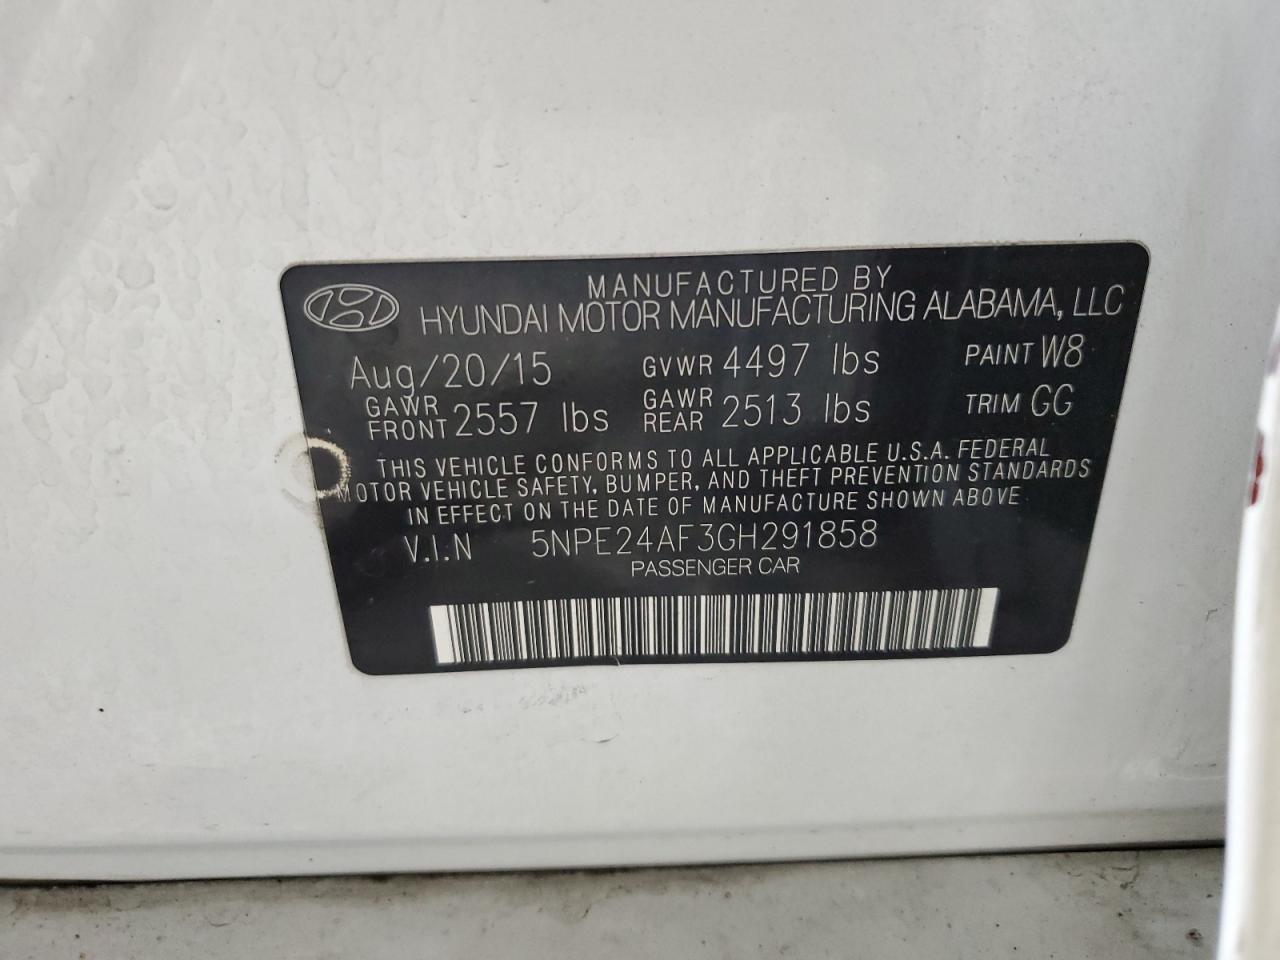 MANUFACTURED BY
HYUNDAI MOTOR MANUFACTURING ALABAMA, LLC
Aug/20/15 GVWR 4497 lbs PAINT W8
GAWR FRONT 2557 lbs GAWR REAR 2513 lbs TRIM GG
THIS VEHICLE CONFORMS TO ALL APPLICABLE U.S.A. FEDERAL
MOTOR VEHICLE SAFETY, BUMPER, AND THEFT PREVENTION STANDARDS
IN EFFECT ON THE DATE OF MANUFACTURE SHOWN ABOVE
V.I.N 5NPE24AF3GH291858
PASSENGER CAR